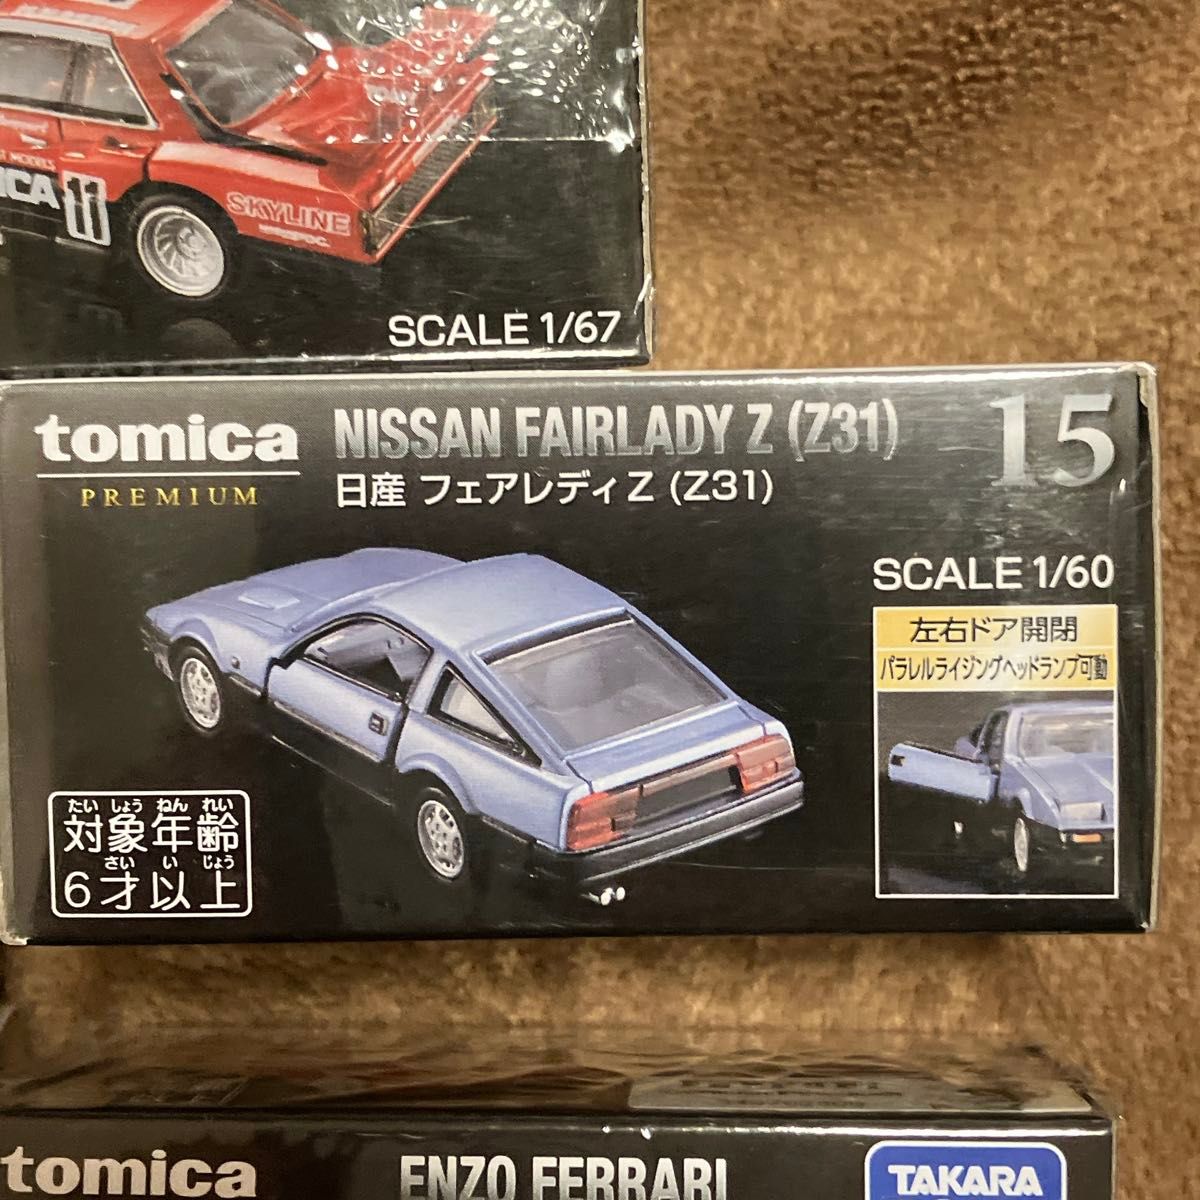 SKYLINE
11
SCALE 1/67
tomica
PREMIUM
NISSAN FAIRLADY Z (Z31)
日産 フェアレディZ (Z31)
15
SCALE 1/60
左右ドア開閉
パラレルライジングヘッドランプ可動
たい しょう ねん れい
対象年齢
さい い じょう
6才以上
tomica
ENZO FERRARI
TAKARA